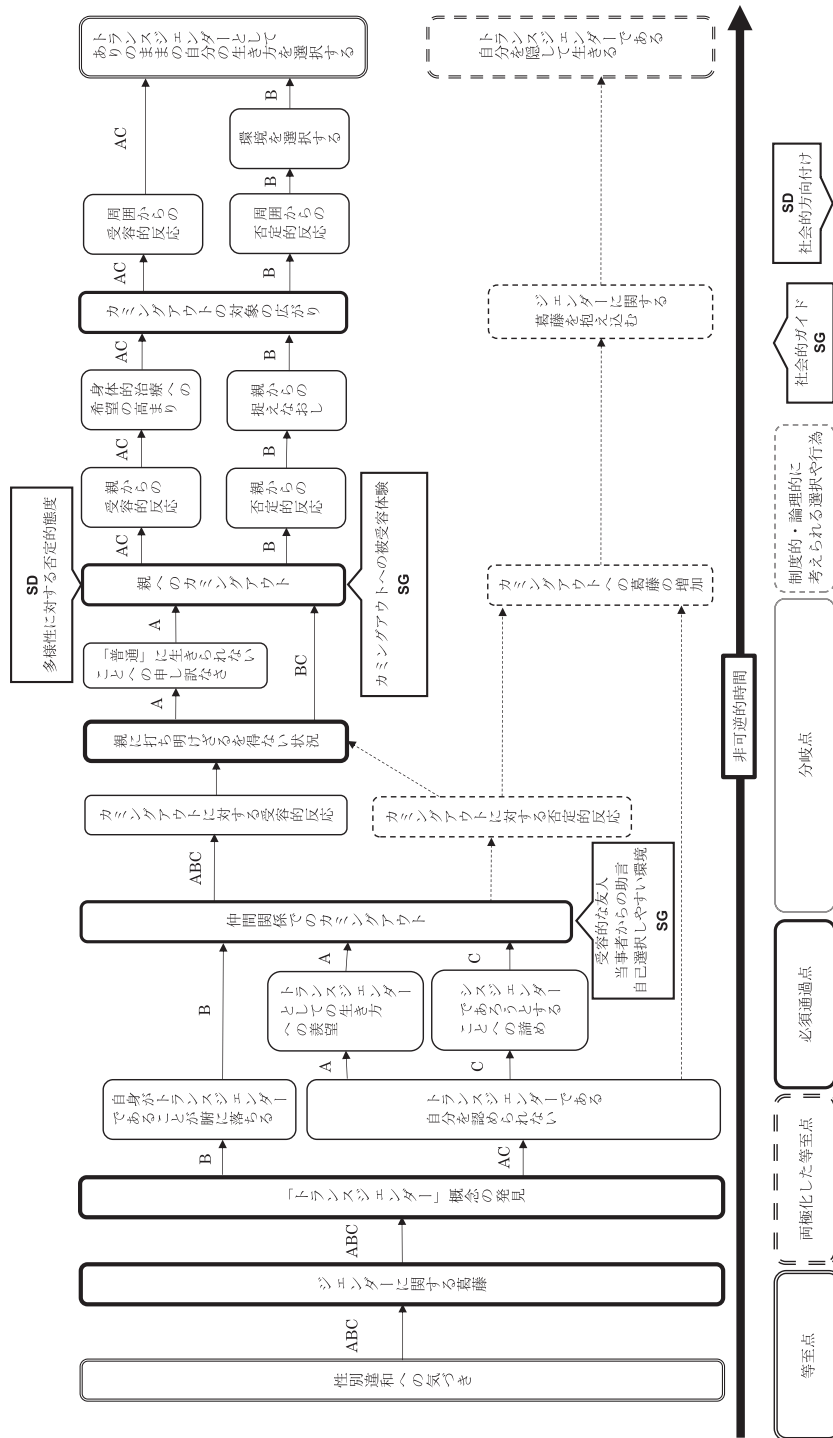 性別違和への気づき
ABC
ジェンダーに関する葛藤
ABC
「トランスジェンダー」概念の発見
B
自身がトランスジェンダー
であることが腑に落ちる
B
AC
トランスジェンダーである
自分を認められない
A
トランスジェンダー
としての生き方
への羨望
A
C
シスジェンダー
であろうとする
ことへの諦め
C
仲間関係でのカミングアウト
受容的な友人
当事者からの助言
自己選択しやすい環境
SG
ABC
カミングアウトに対する受容的反応
カミングアウトに対する否定的反応
親に打ち明けざるを得ない状況
A
「普通」に生きられない
ことへの申し訳なさ
A
BC
親へのカミングアウト
SD
多様性に対する否定的態度
カミングアウトへの被受容体験
SG
カミングアウトへの葛藤の増加
AC
親からの
受容的反応
AC
身体的治療への
希望の高まり
AC
B
親からの
否定的反応
B
親からの
捉えなおし
B
カミングアウトの対象の広がり
ジェンダーに関する
葛藤を抱え込む
AC
周囲からの
受容的反応
AC
B
周囲からの
否定的反応
B
環境を
選択する
B
トランスジェンダーとして
ありのままの自分の生き方を選択する
トランスジェンダーである
自分を隠して生きる
非可逆的時間
等至点
両極化した等至点
必須通過点
分岐点
制度的・論理的に
考えられる選択や行為
社会的ガイド
SG
SD
社会的方向付け